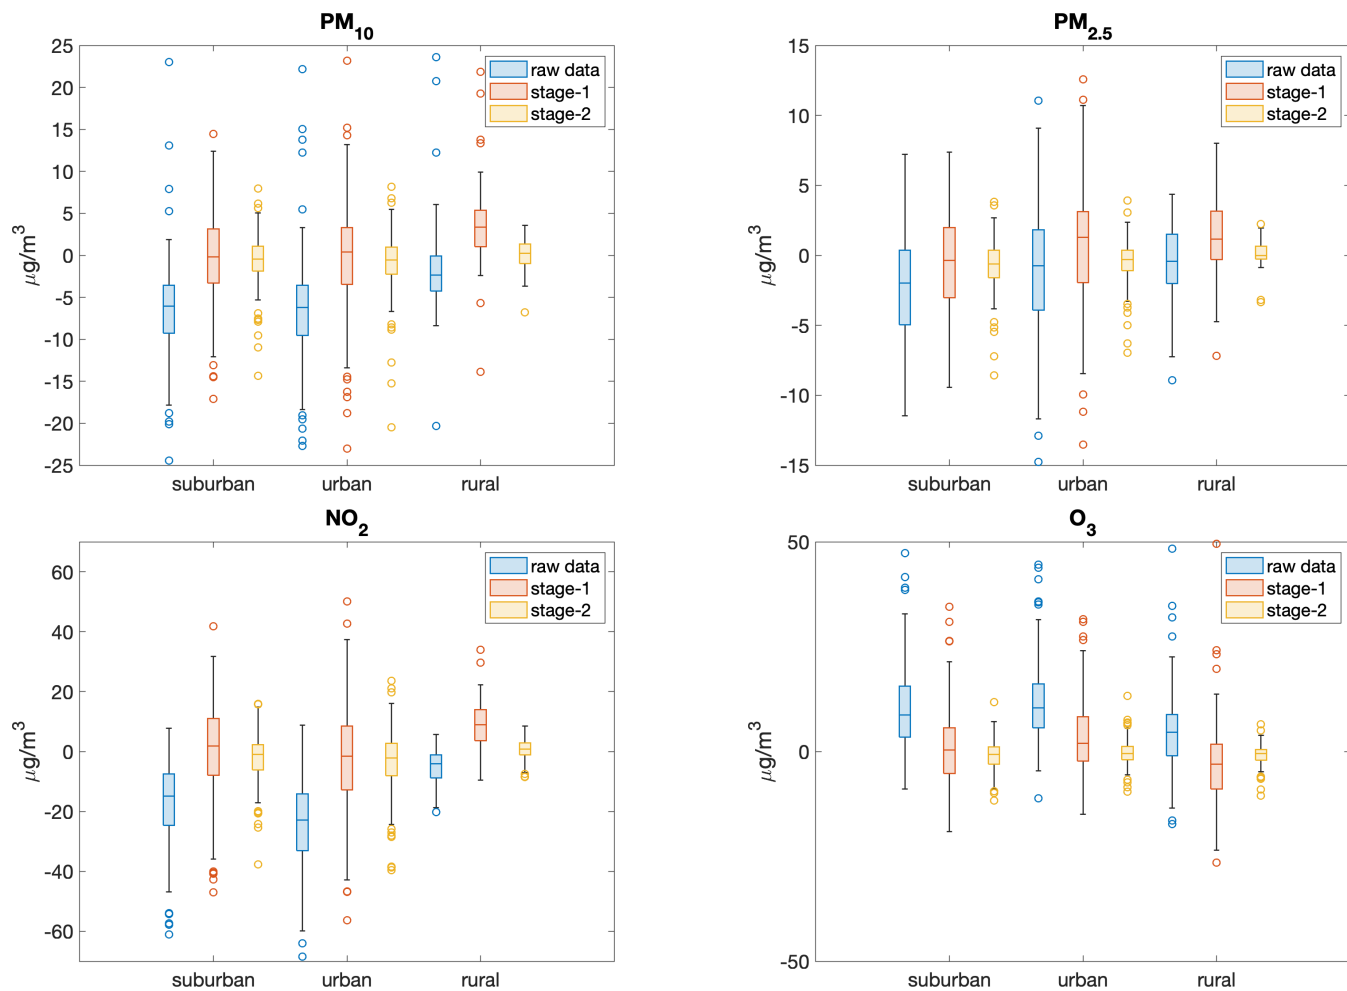 PM10
25
20
15
10
5
0
-5
-10
-15
-20
-25
μg/m3
suburban urban rural
raw data
stage-1
stage-2
PM2.5
15
10
5
0
-5
-10
-15
μg/m3
suburban urban rural
raw data
stage-1
stage-2
NO2
60
40
20
0
-20
-40
-60
μg/m3
suburban urban rural
raw data
stage-1
stage-2
O3
50
0
-50
μg/m3
suburban urban rural
raw data
stage-1
stage-2